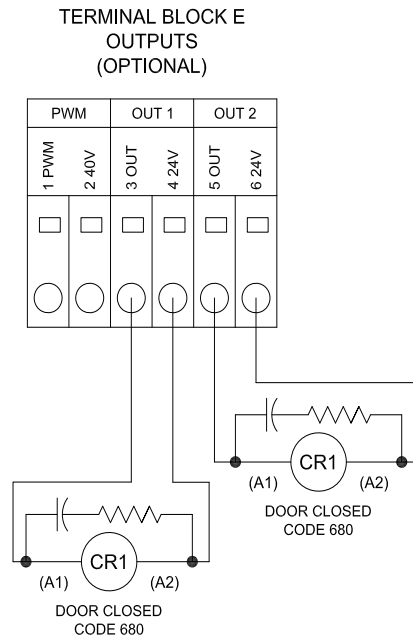 TERMINAL BLOCK E
OUTPUTS
(OPTIONAL)
PWM OUT 1 OUT 2
1 PWM
2 40V
3 OUT
4 24V
5 OUT
6 24V
CR1
(A1) (A2)
DOOR CLOSED
CODE 680
CR1
(A1) (A2)
DOOR CLOSED
CODE 680